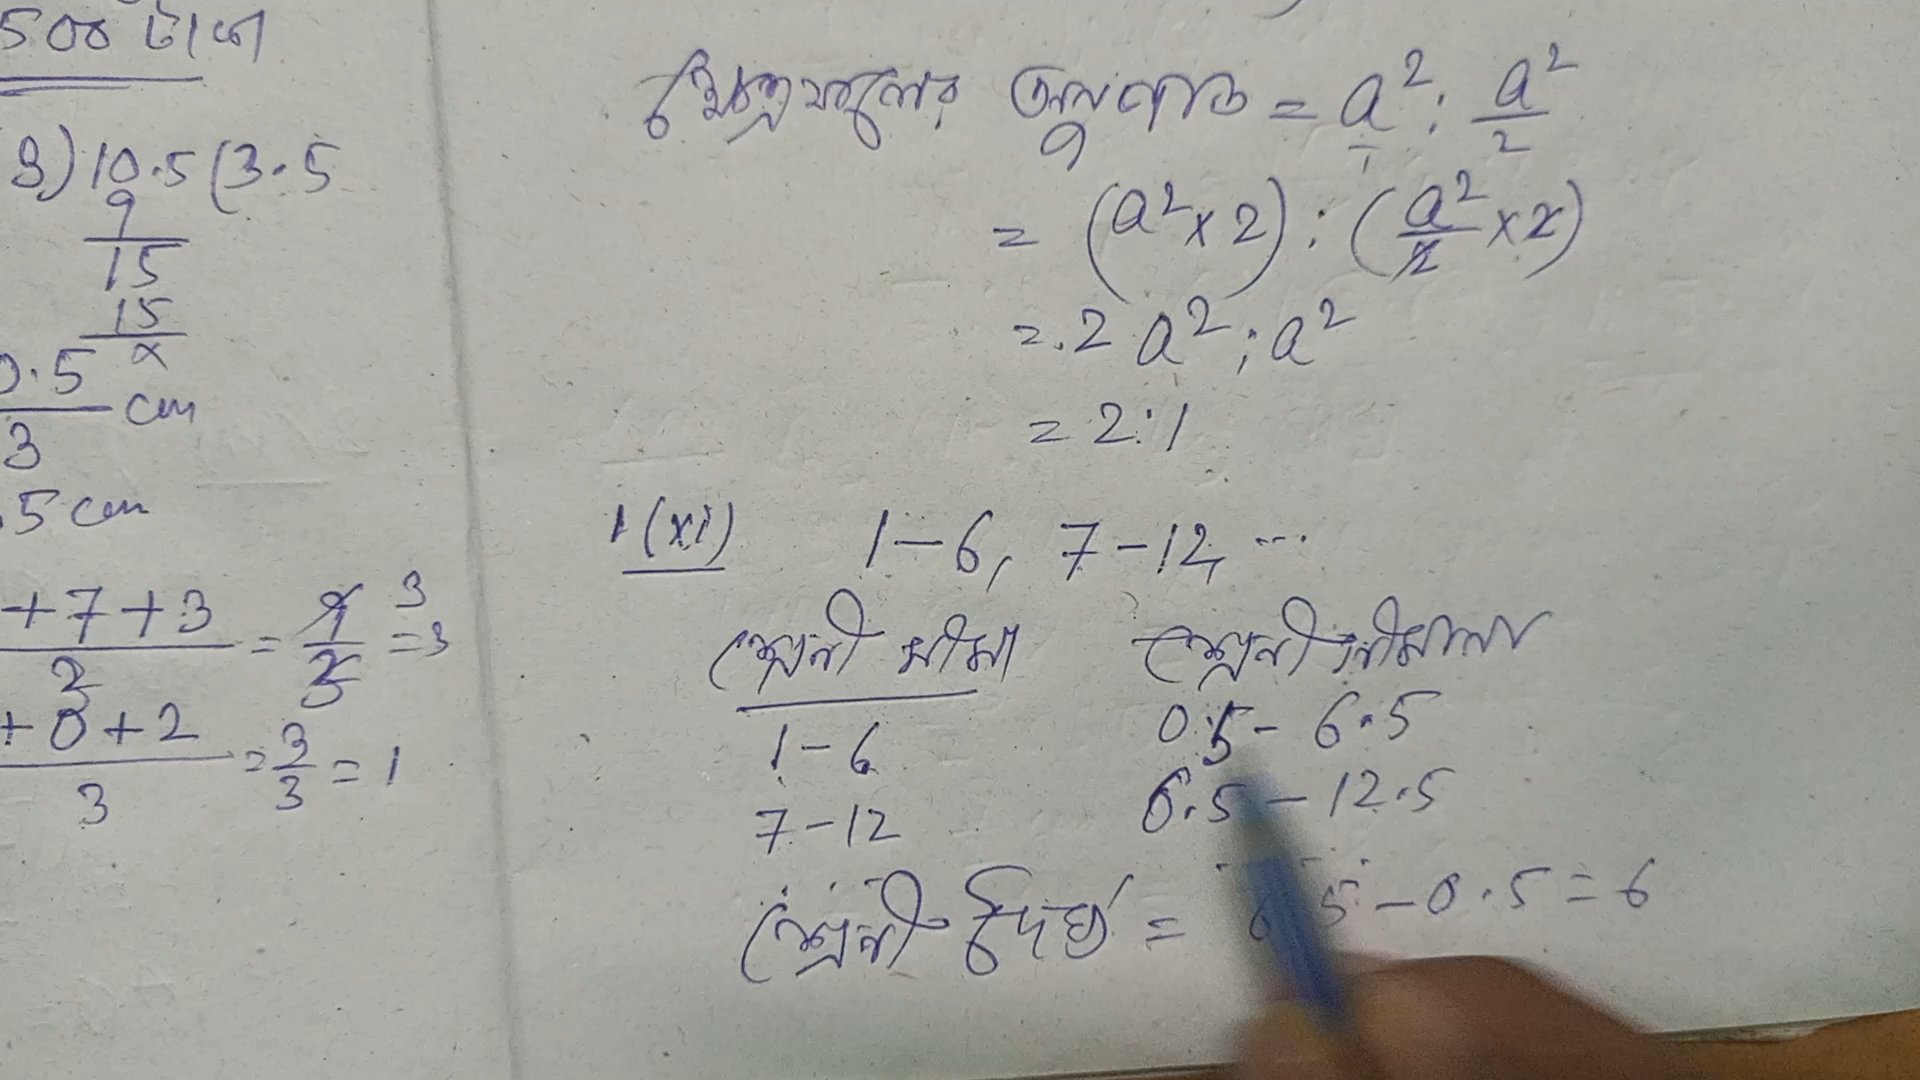 500 টাকা
3)10.5(3.5
9
15
15
x
0.5
3 cm
.5 cm
+7+3/3 = 9/3 = 3
3
+0+2/3 = 3/3 = 1
ক্ষেত্রফলের অনুপাত = a² : a²/2
= (a² × 2) : (a²/2 × 2)
= 2a² : a²
= 2:1
1(xi) 1-6, 7-12, ...
শ্রেনী সীমা শ্রেনী সীমানা
1-6 0.5 - 6.5
7-12 6.5 - 12.5
শ্রেনী দৈর্ঘ্য = 6.5 - 0.5 = 6